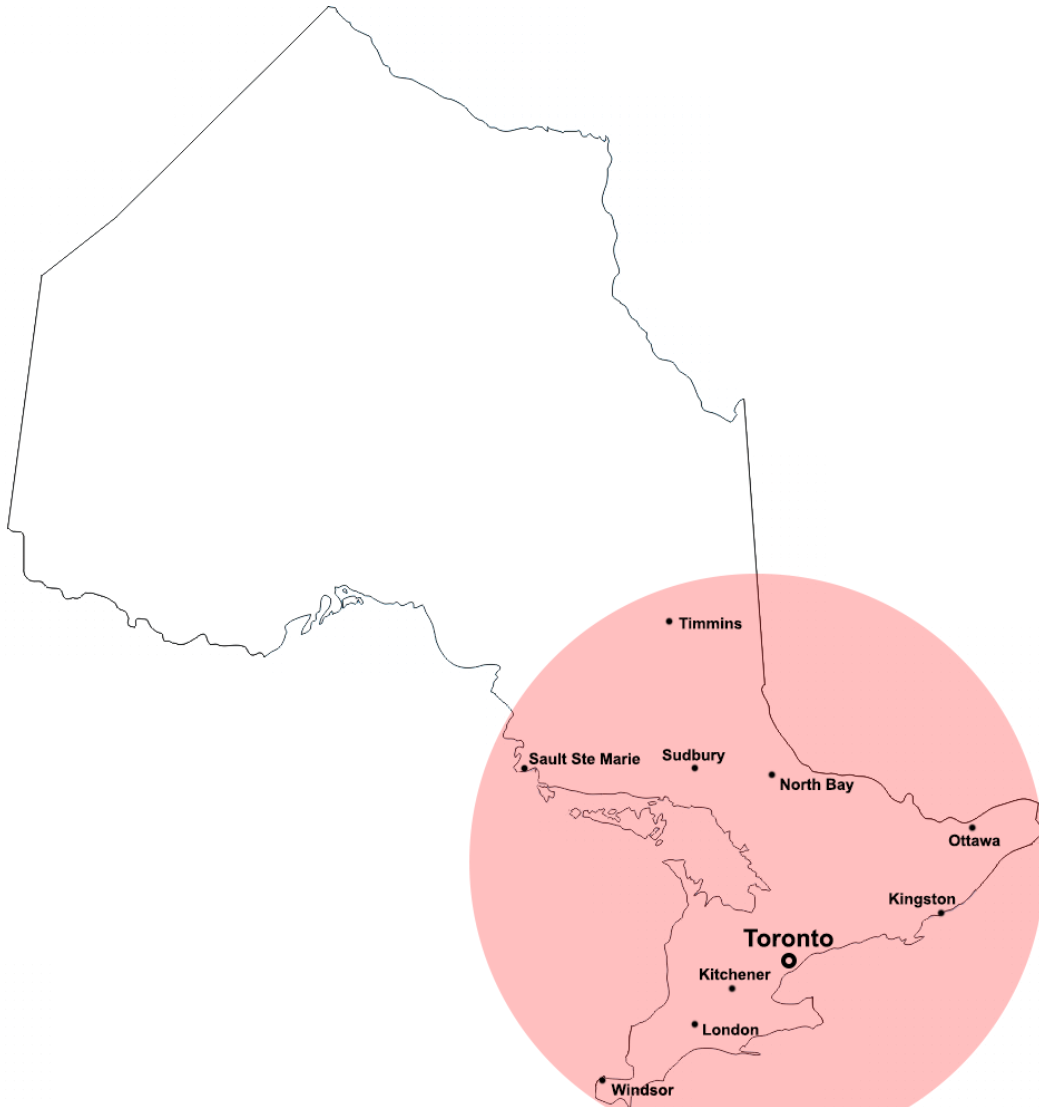 Timmins
Sault Ste Marie
Sudbury
North Bay
Ottawa
Kingston
Toronto
Kitchener
London
Windsor